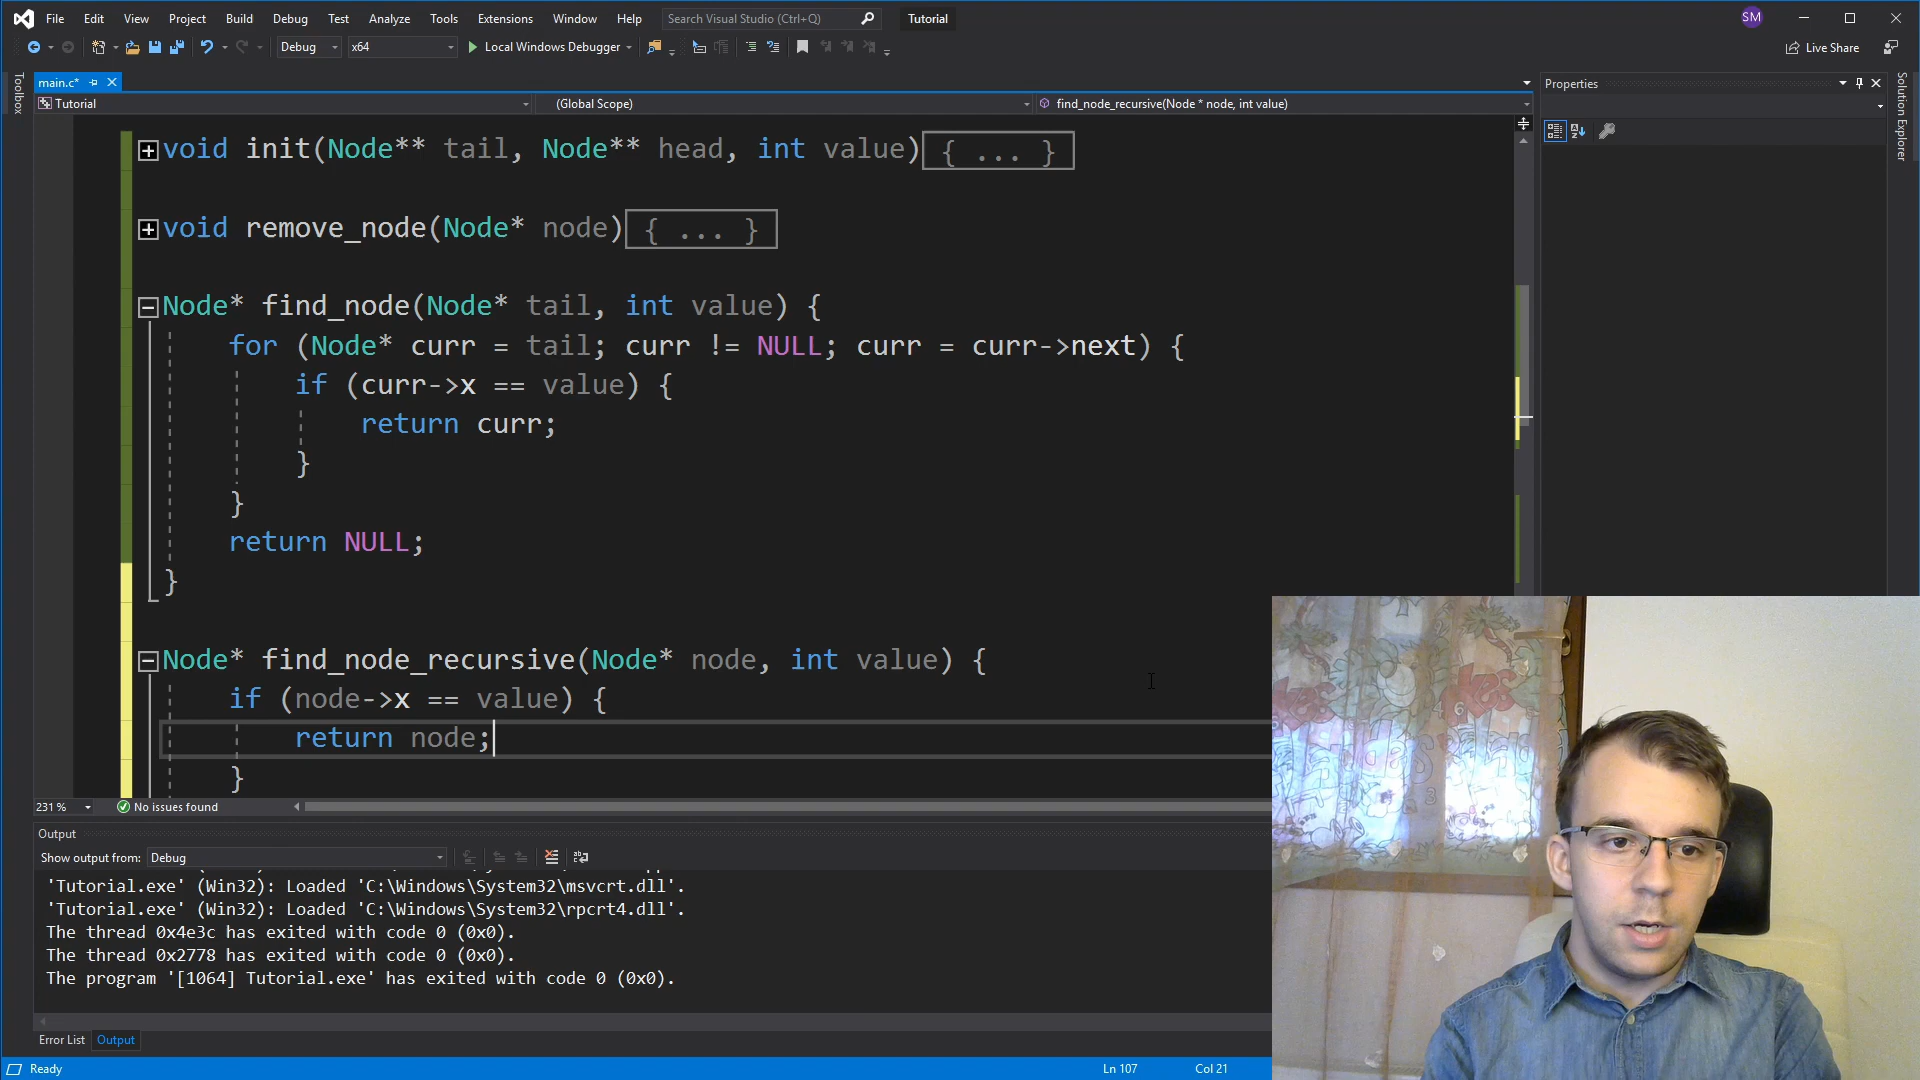 File Edit View Project Build Debug Test Analyze Tools Extensions Window Help Search Visual Studio (Ctrl+Q) Tutorial SM
Debug x64 Local Windows Debugger Live Share
Toolbox
main.c*
Properties
Solution Explorer
Tutorial (Global Scope) find_node_recursive(Node * node, int value)
void init(Node** tail, Node** head, int value){ ... }
void remove_node(Node* node){ ... }
Node* find_node(Node* tail, int value) {
for (Node* curr = tail; curr != NULL; curr = curr->next) {
if (curr->x == value) {
return curr;
}
}
return NULL;
}
Node* find_node_recursive(Node* node, int value) {
if (node->x == value) {
return node;
}
231 % No issues found
Output
Show output from: Debug
'Tutorial.exe' (Win32): Loaded 'C:\Windows\System32\msvcrt.dll'.
'Tutorial.exe' (Win32): Loaded 'C:\Windows\System32\rpcrt4.dll'.
The thread 0x4e3c has exited with code 0 (0x0).
The thread 0x2778 has exited with code 0 (0x0).
The program '[1064] Tutorial.exe' has exited with code 0 (0x0).
Error List Output
Ready Ln 107 Col 21